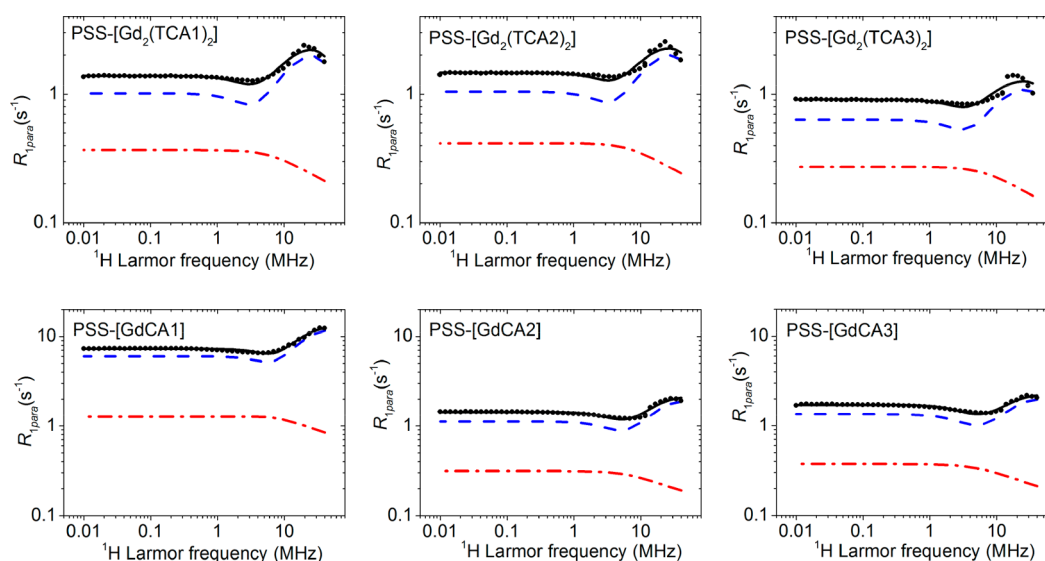 PSS-[Gd₂(TCA1)₂]
R₁ₚₐᵣₐ(s⁻¹)
1
0.1
0.01 0.1 1 10
¹H Larmor frequency (MHz)
PSS-[Gd₂(TCA2)₂]
R₁ₚₐᵣₐ(s⁻¹)
1
0.1
0.01 0.1 1 10
¹H Larmor frequency (MHz)
PSS-[Gd₂(TCA3)₂]
R₁ₚₐᵣₐ(s⁻¹)
1
0.1
0.01 0.1 1 10
¹H Larmor frequency (MHz)
PSS-[GdCA1]
R₁ₚₐᵣₐ(s⁻¹)
10
1
0.1
0.01 0.1 1 10
¹H Larmor frequency (MHz)
PSS-[GdCA2]
R₁ₚₐᵣₐ(s⁻¹)
10
1
0.1
0.01 0.1 1 10
¹H Larmor frequency (MHz)
PSS-[GdCA3]
R₁ₚₐᵣₐ(s⁻¹)
10
1
0.1
0.01 0.1 1 10
¹H Larmor frequency (MHz)